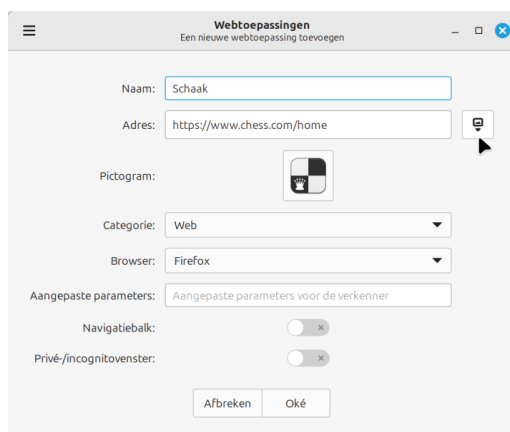 Webtoepassingen
Een nieuwe webtoepassing toevoegen
Naam: Schaak
Adres: https://www.chess.com/home
Pictogram:
Categorie: Web
Browser: Firefox
Aangepaste parameters: Aangepaste parameters voor de verkenner
Navigatiebalk:
Privé-/incognitovenster:
Afbreken Oké